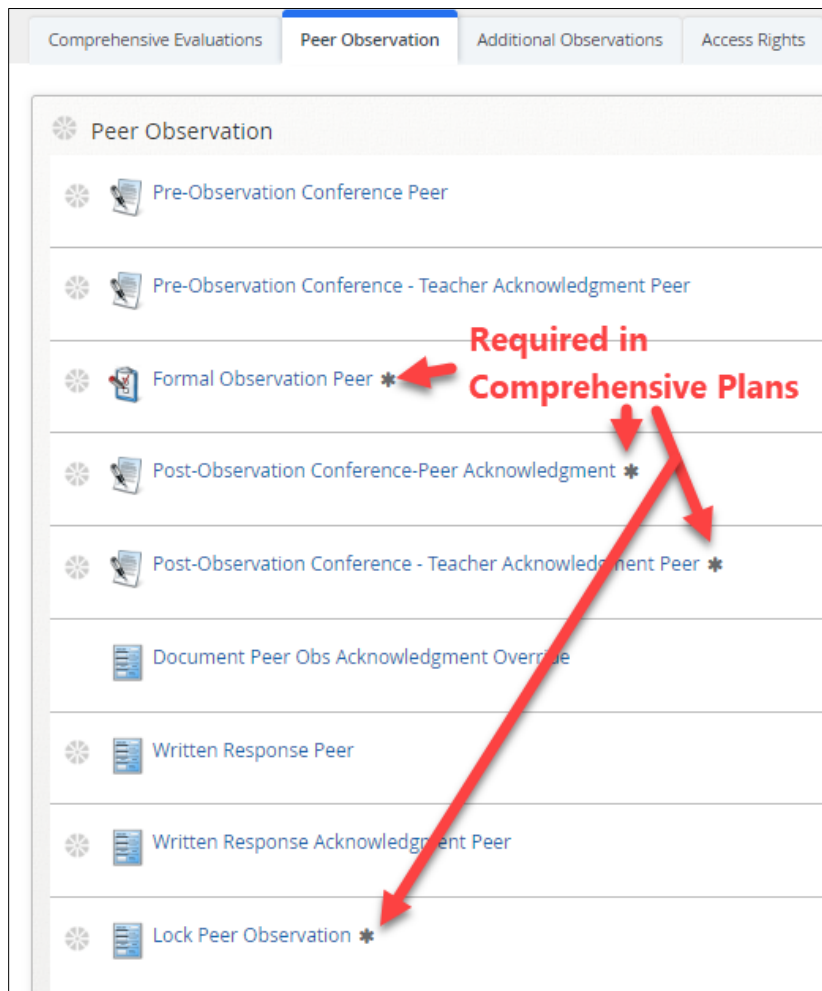 Comprehensive Evaluations Peer Observation Additional Observations Access Rights
Peer Observation
Pre-Observation Conference Peer
Pre-Observation Conference - Teacher Acknowledgment Peer
Required in
Comprehensive Plans
Formal Observation Peer *
Post-Observation Conference-Peer Acknowledgment *
Post-Observation Conference - Teacher Acknowledgment Peer *
Document Peer Obs Acknowledgment Override
Written Response Peer
Written Response Acknowledgment Peer
Lock Peer Observation *